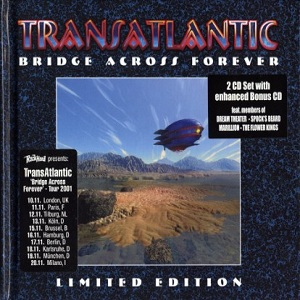 TRANSATLANTIC
BRIDGE ACROSS FOREVER
2 CD Set with
enhanced Bonus CD
feat. members of
DREAM THEATER - SPOCK'S BEARD
MARILLION - THE FLOWER KINGS
RockHard presents:
TransAtlantic
'Bridge Across
Forever' - Tour 2001
10.11. London, UK
11.11. Paris, F
12.11. Tilburg, NL
13.11. Köln, D
15.11. Brussel, B
16.11. Hamburg, D
17.11. Berlin, D
18.11. Karlsruhe, D
19.11. München, D
20.11. Milano, I
LIMITED EDITION